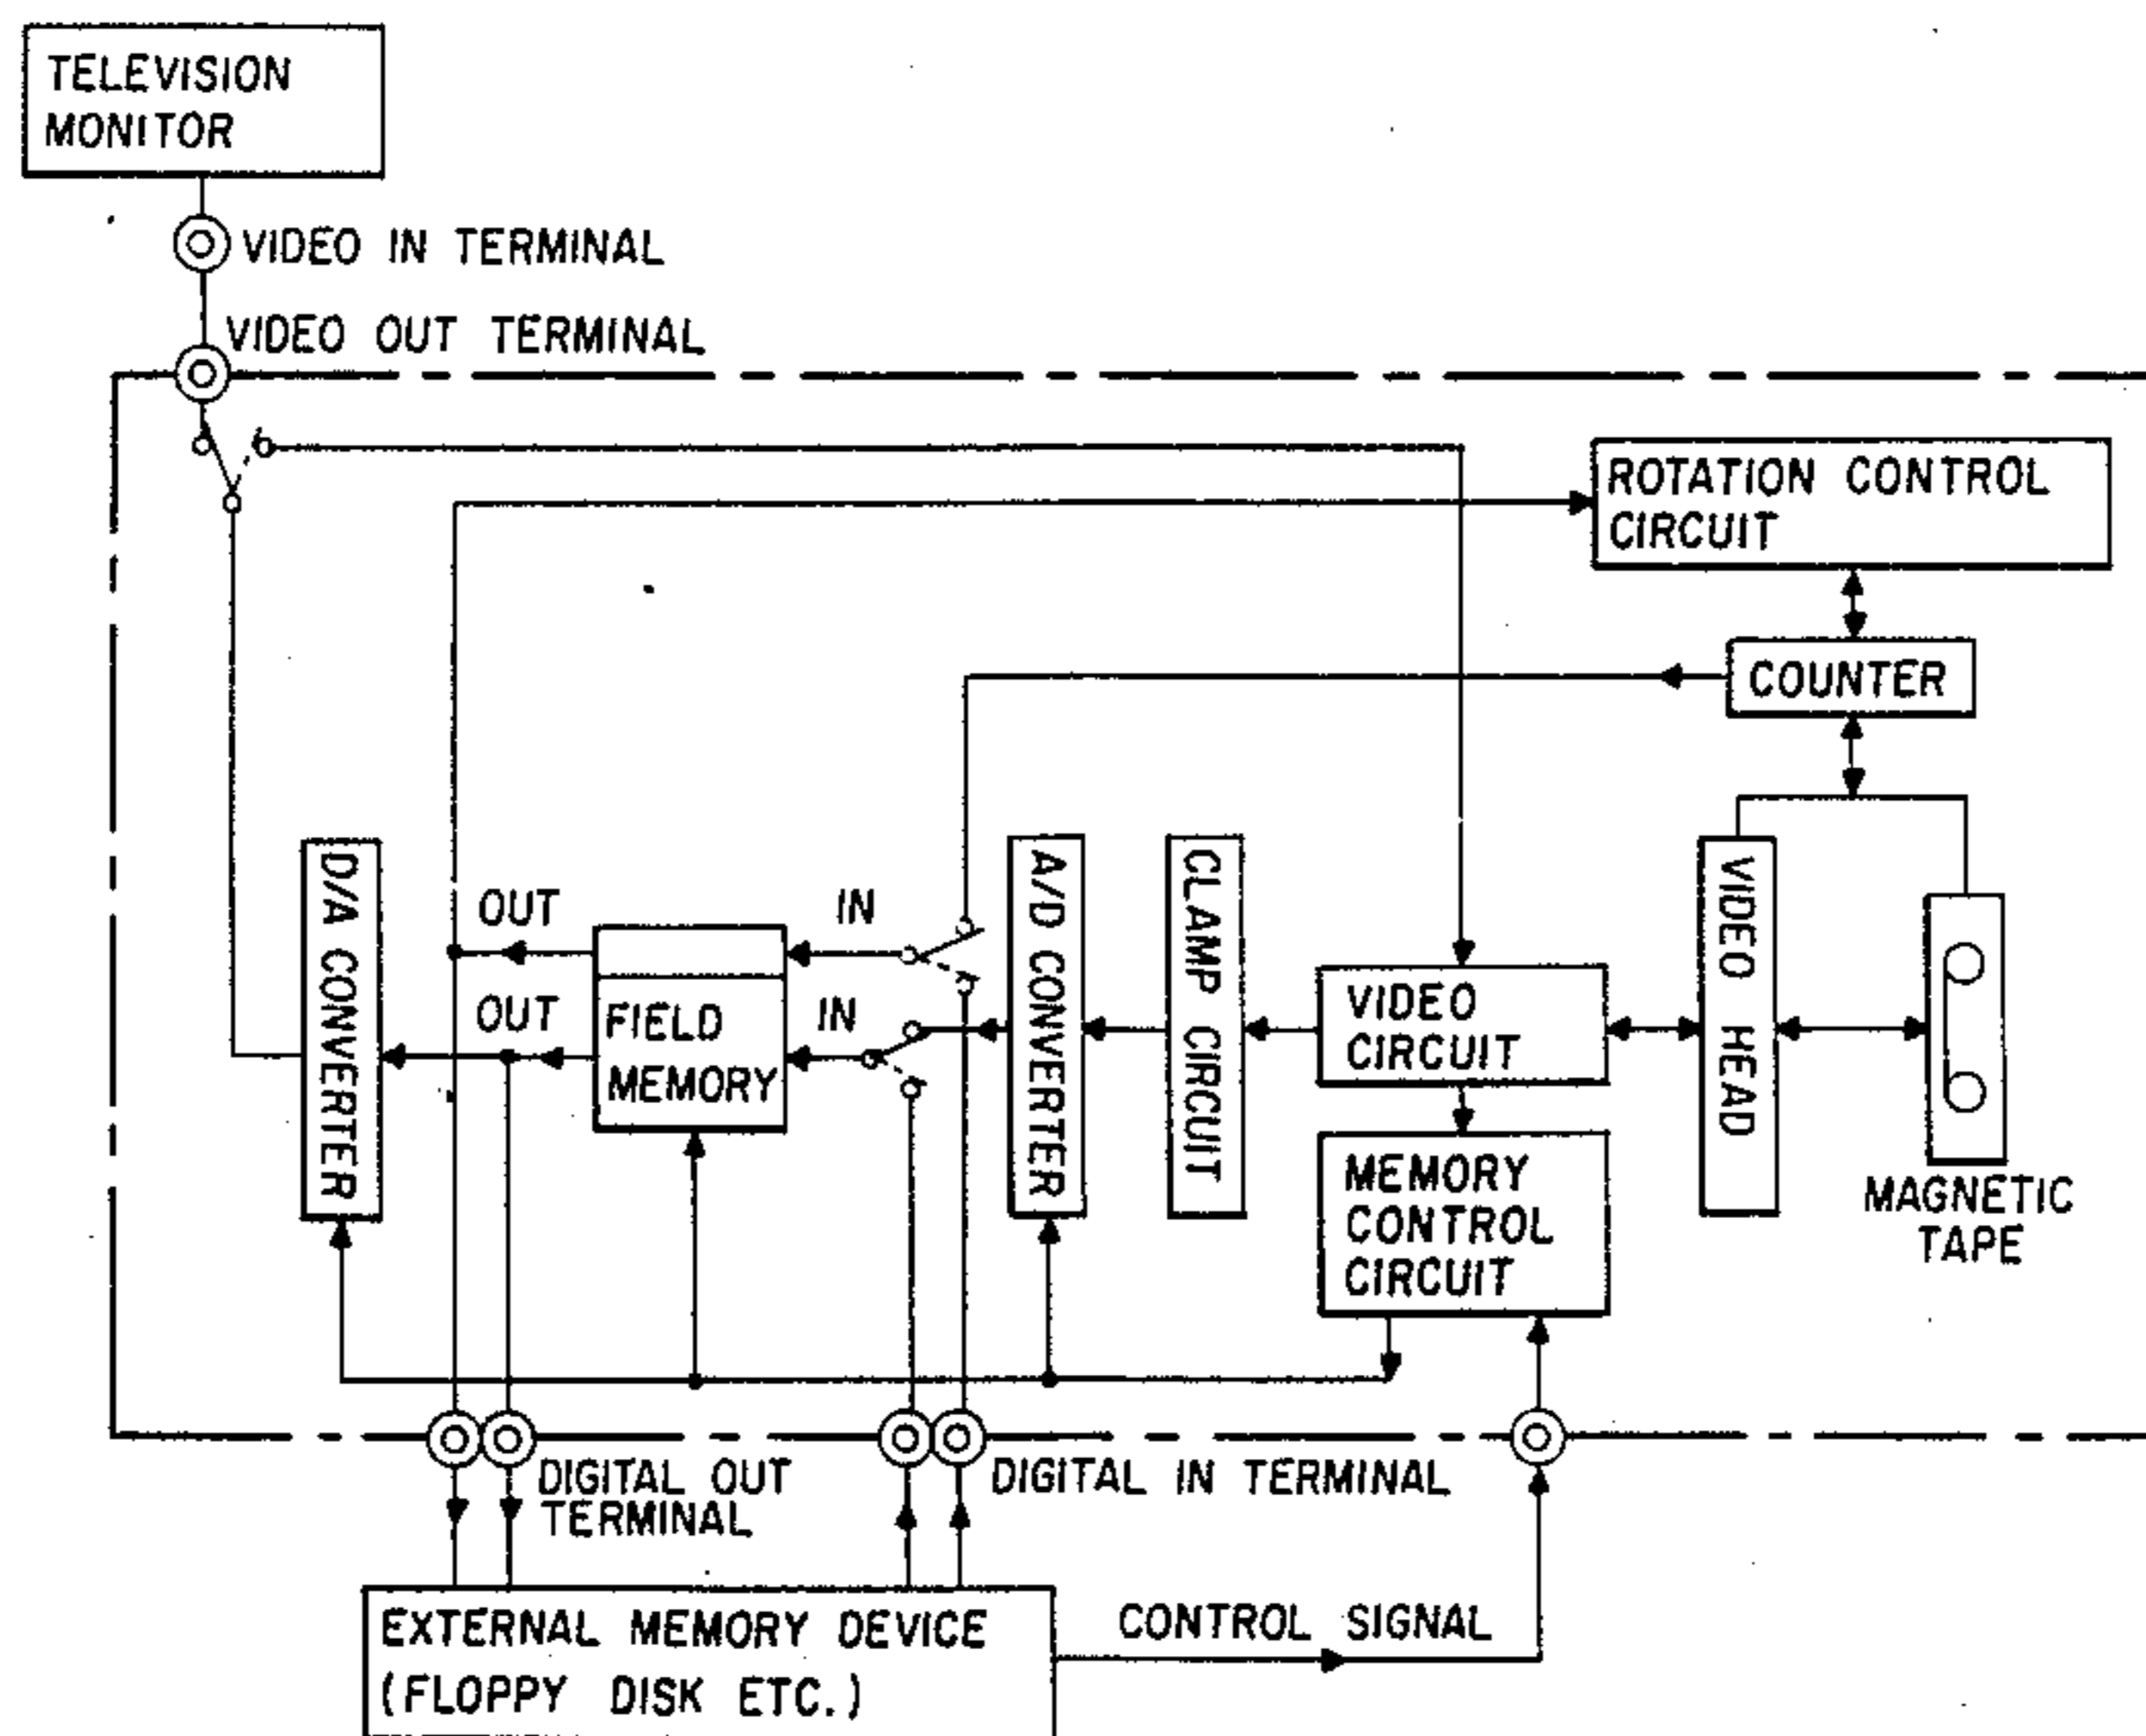 TELEVISION
MONITOR
VIDEO IN TERMINAL
VIDEO OUT TERMINAL
ROTATION CONTROL
CIRCUIT
COUNTER
D/A CONVERTER
OUT
OUT
FIELD
MEMORY
IN
IN
A/D CONVERTER
CLAMP CIRCUIT
VIDEO
CIRCUIT
VIDEO HEAD
MEMORY
CONTROL
CIRCUIT
MAGNETIC
TAPE
DIGITAL OUT
TERMINAL
DIGITAL IN TERMINAL
EXTERNAL MEMORY DEVICE
(FLOPPY DISK ETC.)
CONTROL SIGNAL